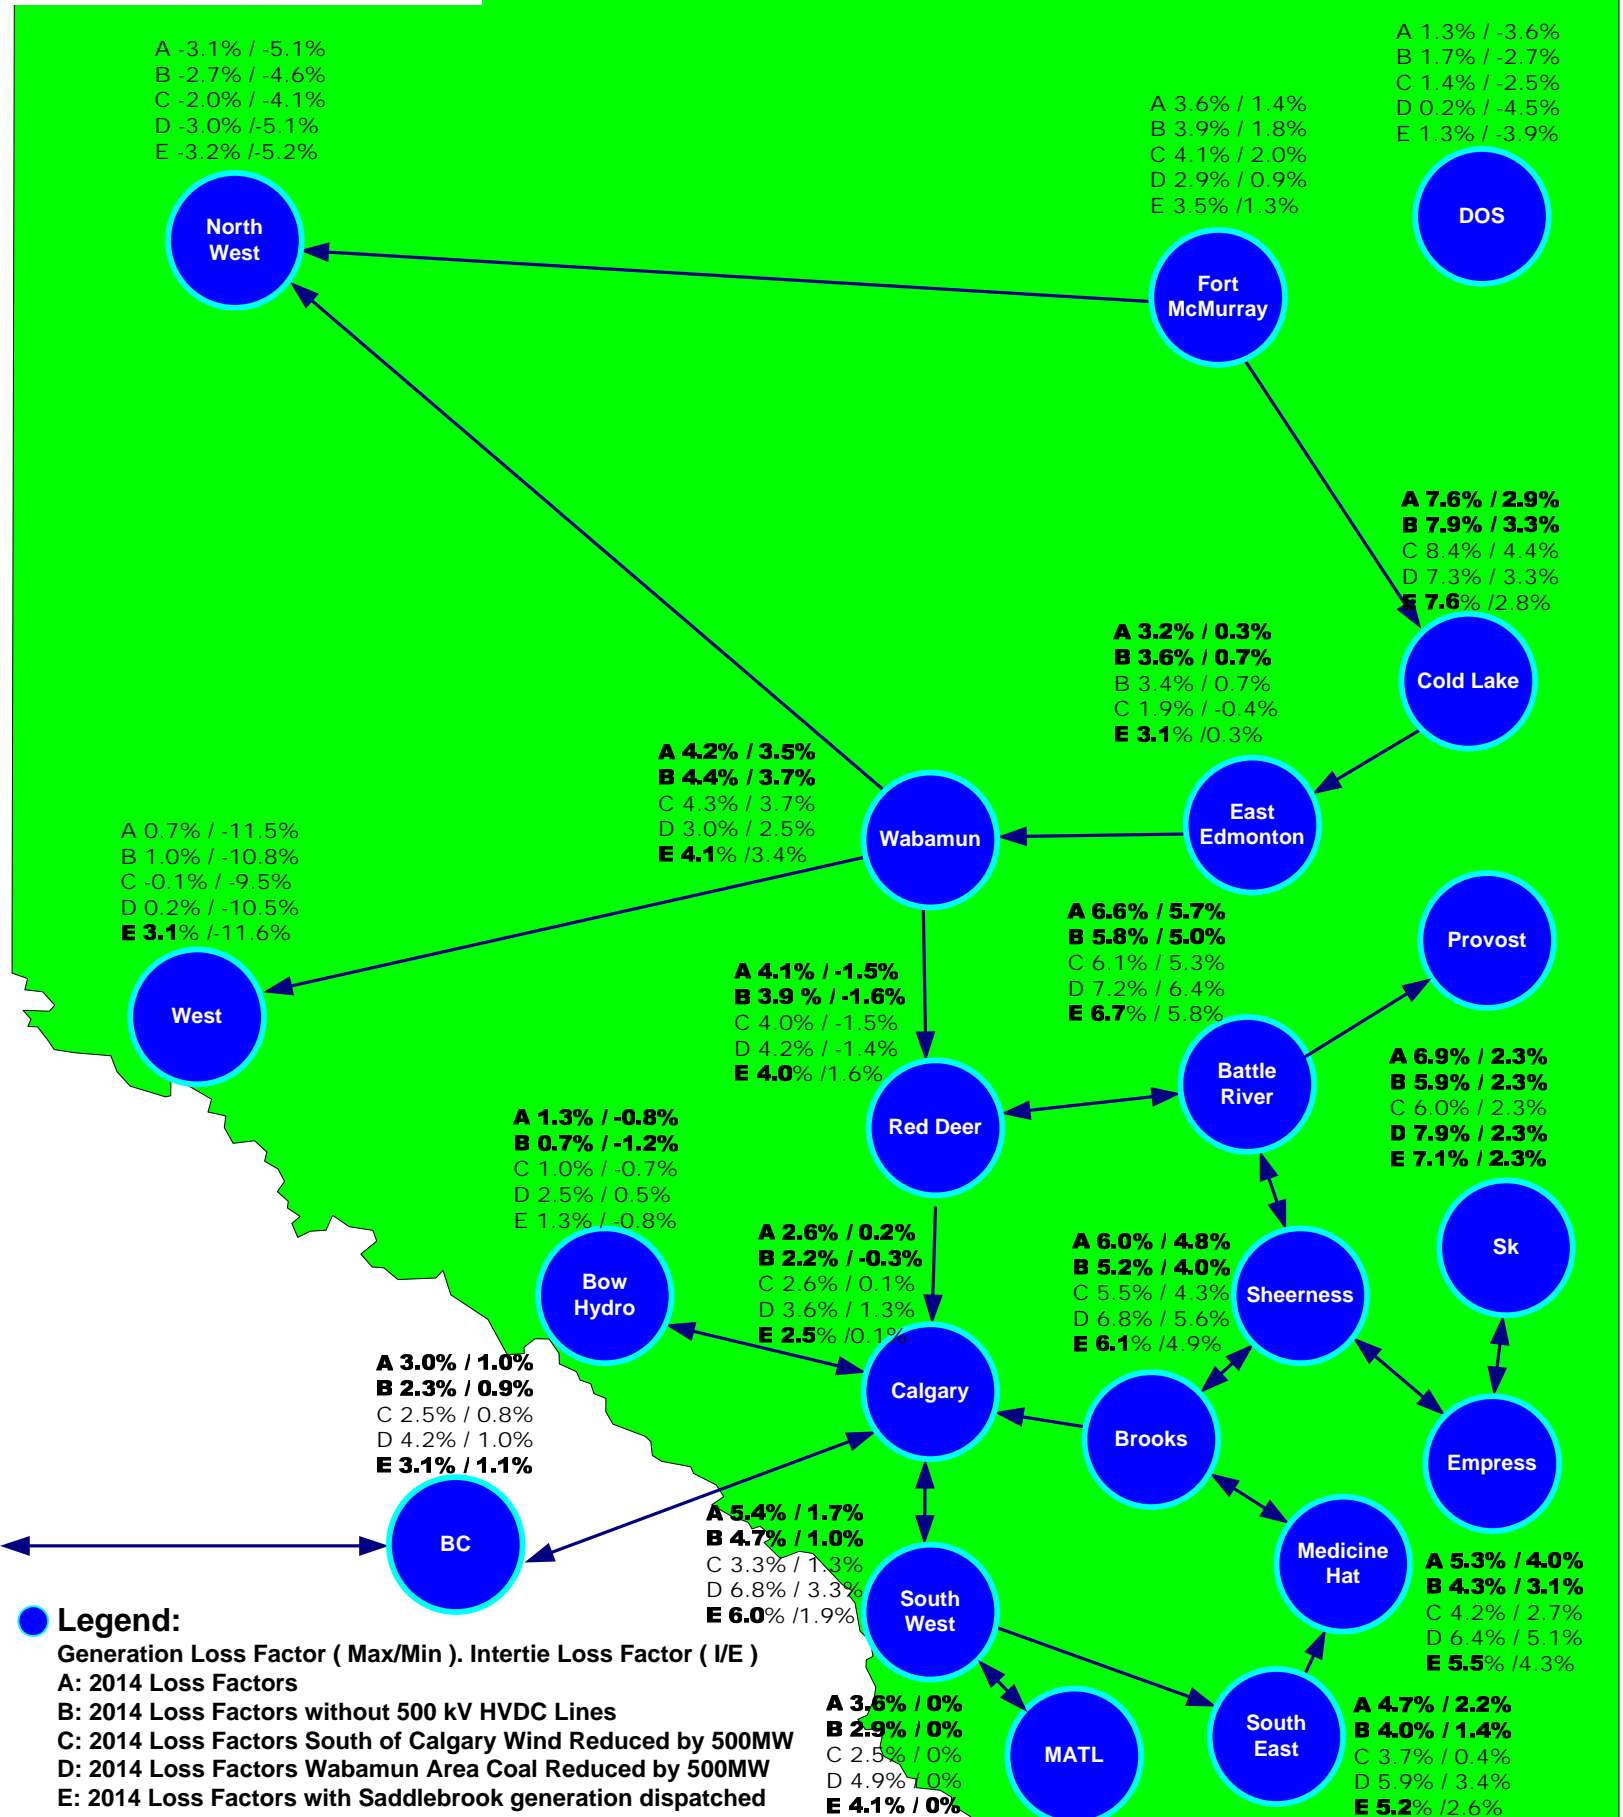 A -3.1% / -5.1%
B -2.7% / -4.6%
C -2.0% / -4.1%
D -3.0% /-5.1%
E -3.2% /-5.2%
North
West
A 1.3% / -3.6%
B 1.7% / -2.7%
C 1.4% / -2.5%
D 0.2% / -4.5%
E 1.3% / -3.9%
DOS
A 3.6% / 1.4%
B 3.9% / 1.8%
C 4.1% / 2.0%
D 2.9% / 0.9%
E 3.5% /1.3%
Fort
McMurray
A 7.6% / 2.9%
B 7.9% / 3.3%
C 8.4% / 4.4%
D 7.3% / 3.3%
E 7.6% /2.8%
Cold Lake
A 3.2% / 0.3%
B 3.6% / 0.7%
B 3.4% / 0.7%
C 1.9% / -0.4%
E 3.1% /0.3%
East
Edmonton
A 4.2% / 3.5%
B 4.4% / 3.7%
C 4.3% / 3.7%
D 3.0% / 2.5%
E 4.1% /3.4%
Wabamun
A 0.7% / -11.5%
B 1.0% / -10.8%
C -0.1% / -9.5%
D 0.2% / -10.5%
E 3.1% /-11.6%
West
A 6.6% / 5.7%
B 5.8% / 5.0%
C 6.1% / 5.3%
D 7.2% / 6.4%
E 6.7% / 5.8%
Battle
River
Provost
A 4.1% / -1.5%
B 3.9 % / -1.6%
C 4.0% / -1.5%
D 4.2% / -1.4%
E 4.0% /1.6%
Red Deer
A 6.9% / 2.3%
B 5.9% / 2.3%
C 6.0% / 2.3%
D 7.9% / 2.3%
E 7.1% / 2.3%
Sk
A 1.3% / -0.8%
B 0.7% / -1.2%
C 1.0% / -0.7%
D 2.5% / 0.5%
E 1.3% / -0.8%
Bow
Hydro
A 2.6% / 0.2%
B 2.2% / -0.3%
C 2.6% / 0.1%
D 3.6% / 1.3%
E 2.5% /0.1%
Calgary
A 6.0% / 4.8%
B 5.2% / 4.0%
C 5.5% / 4.3%
D 6.8% / 5.6%
E 6.1% /4.9%
Sheerness
Brooks
Empress
A 3.0% / 1.0%
B 2.3% / 0.9%
C 2.5% / 0.8%
D 4.2% / 1.0%
E 3.1% / 1.1%
BC
A 5.4% / 1.7%
B 4.7% / 1.0%
C 3.3% / 1.3%
D 6.8% / 3.3%
E 6.0% /1.9%
South
West
Medicine
Hat
A 5.3% / 4.0%
B 4.3% / 3.1%
C 4.2% / 2.7%
D 6.4% / 5.1%
E 5.5% /4.3%
A 3.6% / 0%
B 2.9% / 0%
C 2.5% / 0%
D 4.9% / 0%
E 4.1% / 0%
MATL
South
East
A 4.7% / 2.2%
B 4.0% / 1.4%
C 3.7% / 0.4%
D 5.9% / 3.4%
E 5.2% /2.6%
Legend:
Generation Loss Factor ( Max/Min ). Intertie Loss Factor ( I/E )
A: 2014 Loss Factors
B: 2014 Loss Factors without 500 kV HVDC Lines
C: 2014 Loss Factors South of Calgary Wind Reduced by 500MW
D: 2014 Loss Factors Wabamun Area Coal Reduced by 500MW
E: 2014 Loss Factors with Saddlebrook generation dispatched